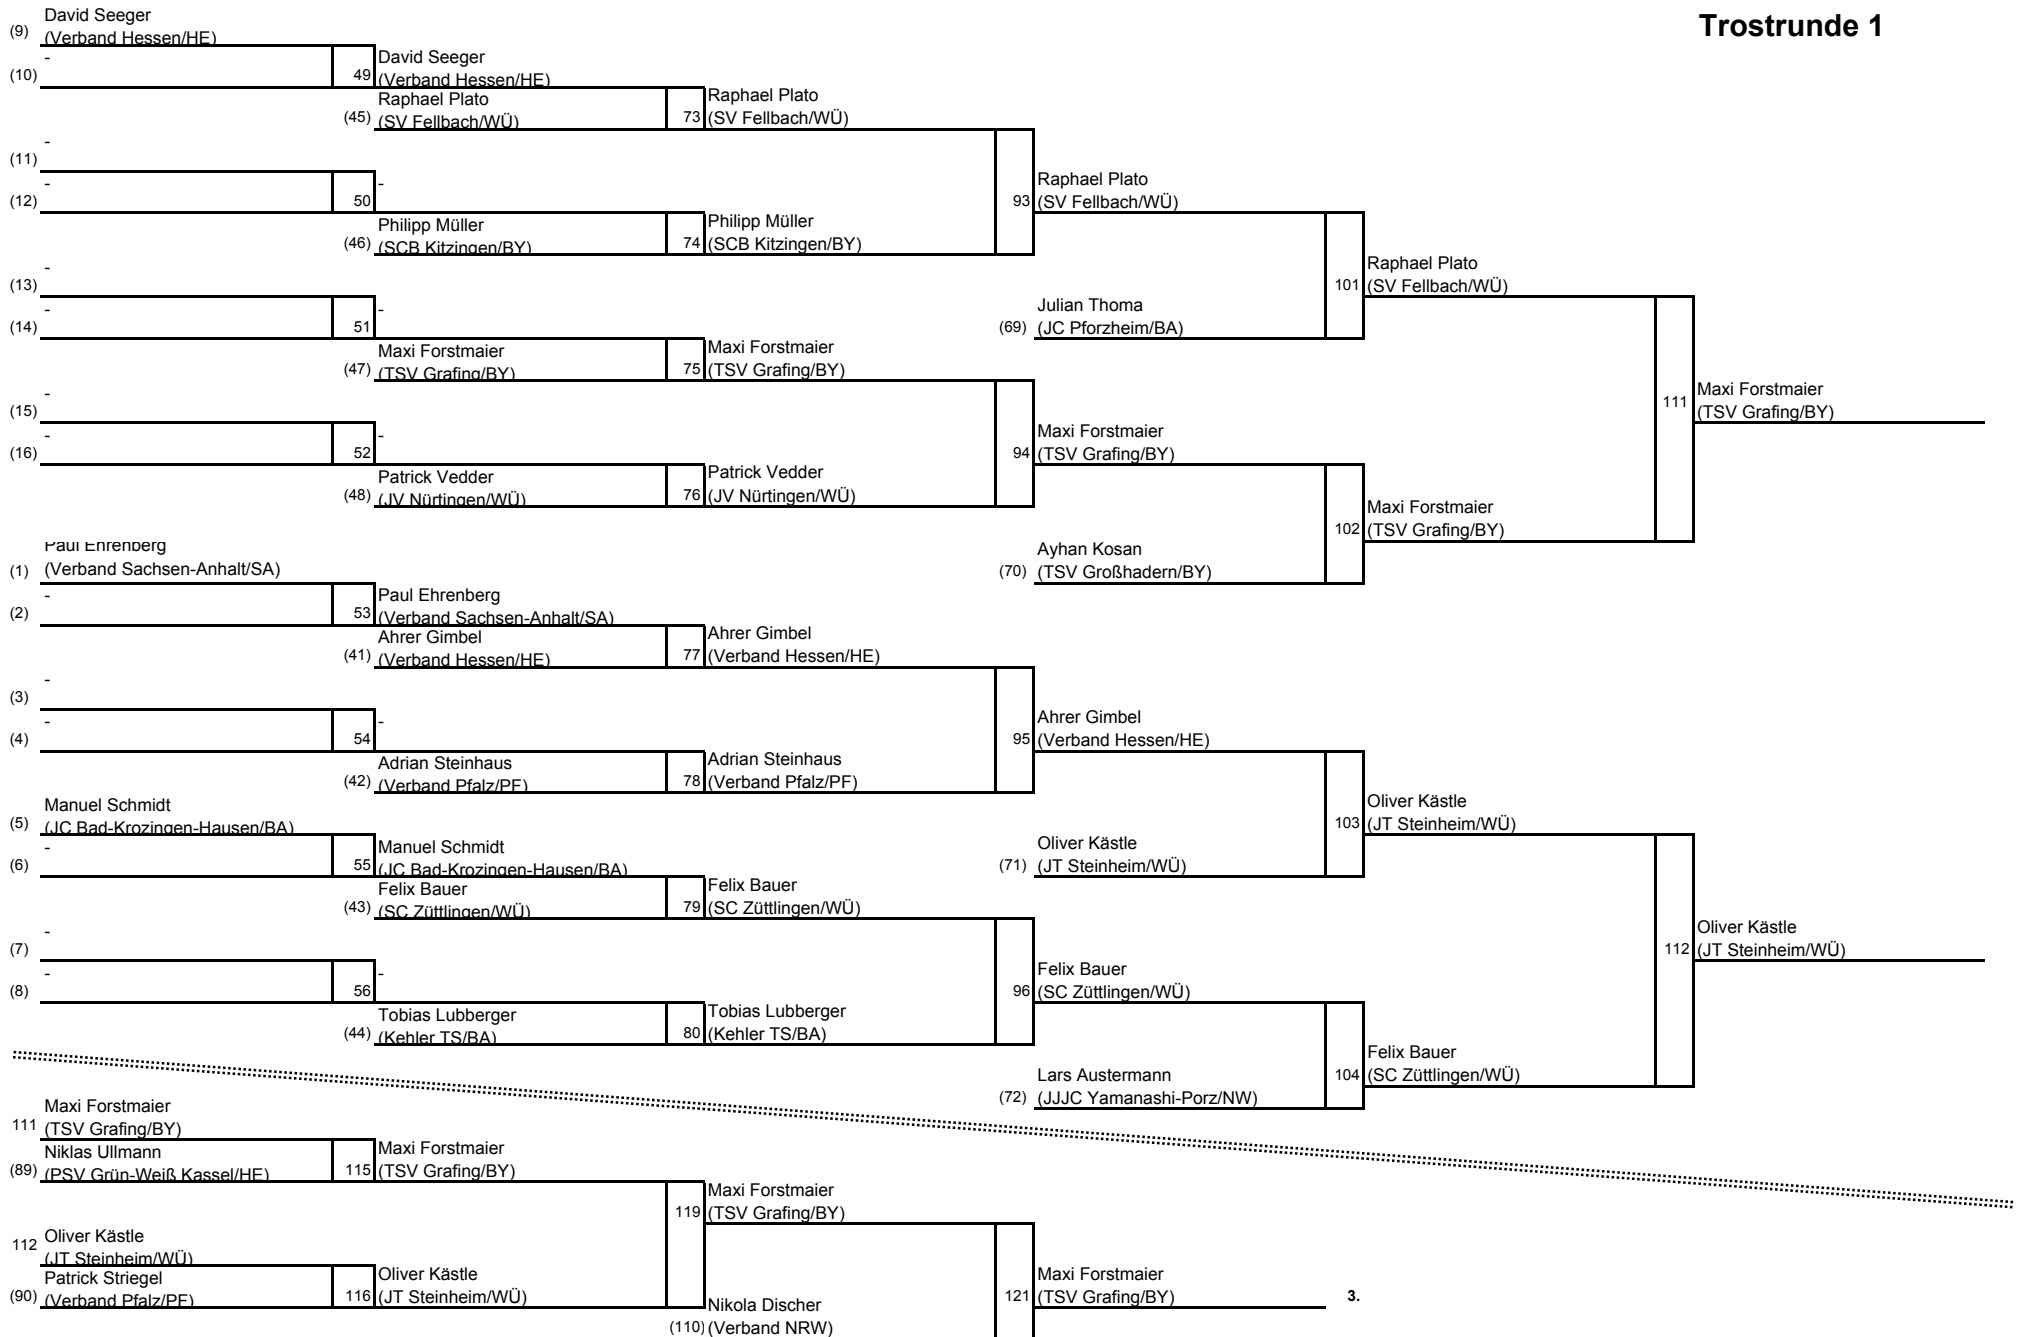 Trostrunde 1
David Seeger
(9) (Verband Hessen/HE)
-
(10)
49
David Seeger
(Verband Hessen/HE)
Raphael Plato
(45) (SV Fellbach/WÜ)
73
Raphael Plato
(SV Fellbach/WÜ)
-
(11)
-
(12)
50
-
Philipp Müller
(46) (SCB Kitzingen/BY)
74
Philipp Müller
(SCB Kitzingen/BY)
93
Raphael Plato
(SV Fellbach/WÜ)
-
(13)
-
(14)
51
-
Maxi Forstmaier
(47) (TSV Grafing/BY)
75
Maxi Forstmaier
(TSV Grafing/BY)
Julian Thoma
(69) (JC Pforzheim/BA)
101
Raphael Plato
(SV Fellbach/WÜ)
-
(15)
-
(16)
52
-
Patrick Vedder
(48) (JV Nürtingen/WÜ)
76
Patrick Vedder
(JV Nürtingen/WÜ)
94
Maxi Forstmaier
(TSV Grafing/BY)
Ayhan Kosan
(70) (TSV Großhadern/BY)
102
Maxi Forstmaier
(TSV Grafing/BY)
111
Maxi Forstmaier
(TSV Grafing/BY)
Paul Ehrenberg
(1) (Verband Sachsen-Anhalt/SA)
-
(2)
53
Paul Ehrenberg
(Verband Sachsen-Anhalt/SA)
Ahrer Gimbel
(41) (Verband Hessen/HE)
77
Ahrer Gimbel
(Verband Hessen/HE)
-
(3)
-
(4)
54
-
Adrian Steinhaus
(42) (Verband Pfalz/PF)
78
Adrian Steinhaus
(Verband Pfalz/PF)
95
Ahrer Gimbel
(Verband Hessen/HE)
Manuel Schmidt
(5) (JC Bad-Krozingen-Hausen/BA)
-
(6)
55
Manuel Schmidt
(JC Bad-Krozingen-Hausen/BA)
Felix Bauer
(43) (SC Züttlingen/WÜ)
79
Felix Bauer
(SC Züttlingen/WÜ)
Oliver Kästle
(71) (JT Steinheim/WÜ)
103
Oliver Kästle
(JT Steinheim/WÜ)
-
(7)
-
(8)
56
-
Tobias Lubberger
(44) (Kehler TS/BA)
80
Tobias Lubberger
(Kehler TS/BA)
96
Felix Bauer
(SC Züttlingen/WÜ)
Lars Austermann
(72) (JJJC Yamanashi-Porz/NW)
104
Felix Bauer
(SC Züttlingen/WÜ)
112
Oliver Kästle
(JT Steinheim/WÜ)
Maxi Forstmaier
111 (TSV Grafing/BY)
Niklas Ullmann
(89) (PSV Grün-Weiß Kassel/HE)
115
Maxi Forstmaier
(TSV Grafing/BY)
Oliver Kästle
112 (JT Steinheim/WÜ)
Patrick Striegel
(90) (Verband Pfalz/PF)
116
Oliver Kästle
(JT Steinheim/WÜ)
119
Maxi Forstmaier
(TSV Grafing/BY)
Nikola Discher
(110) (Verband NRW)
121
Maxi Forstmaier
(TSV Grafing/BY)
3.